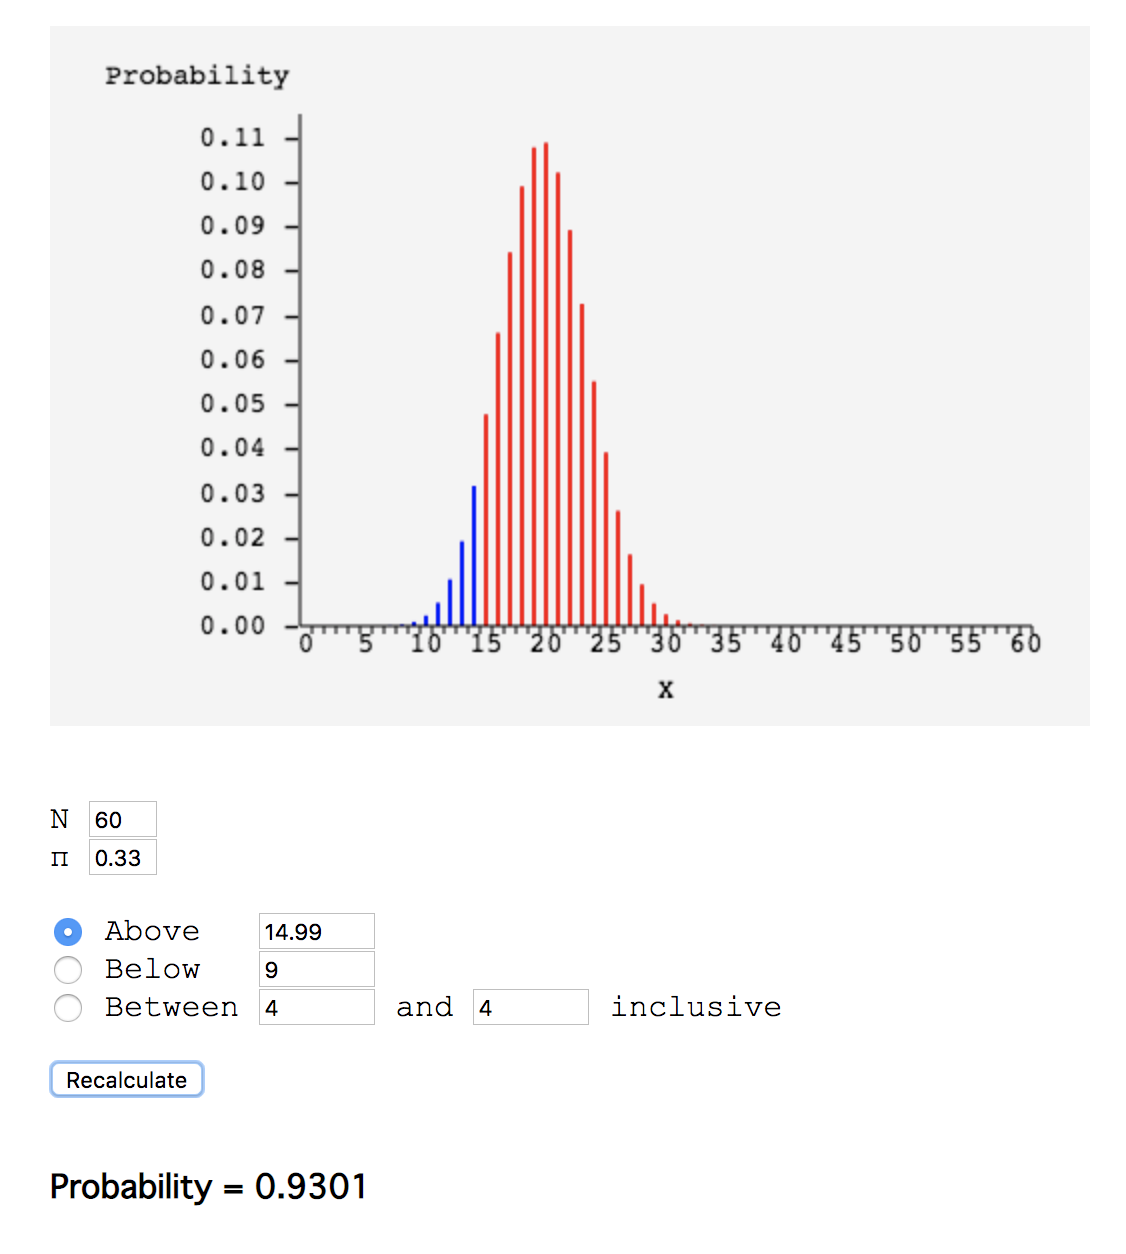 Probability
0.11
0.10
0.09
0.08
0.07
0.06
0.05
0.04
0.03
0.02
0.01
0.00
0 5 10 15 20 25 30 35 40 45 50 55 60
X
N 60
π 0.33
Above 14.99
Below 9
Between 4 and 4 inclusive
Recalculate
Probability = 0.9301